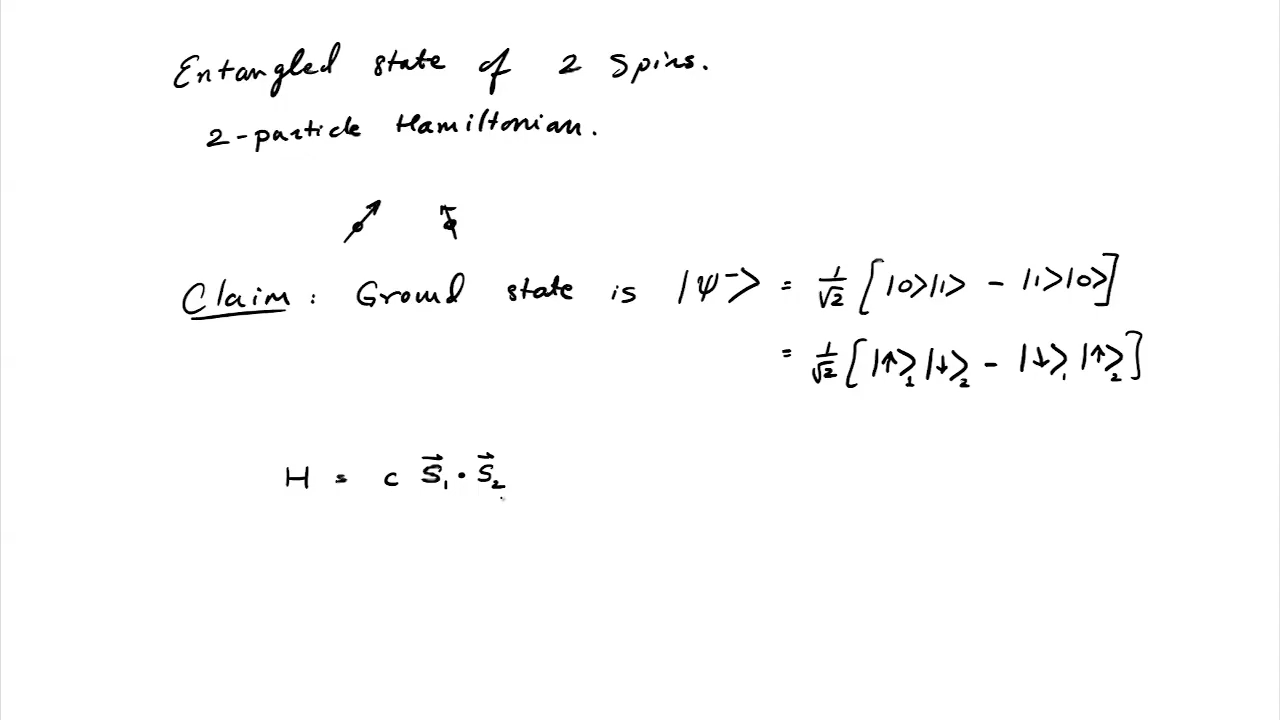 Entangled state of 2 Spins.
2-particle Hamiltonian.
Claim: Ground state is |ψ⁻> = 1/√2 [|0>|1> - |1>|0>]
= 1/√2 [|↑>₁|↓>₂ - |↓>₁|↑>₂]
H = c S⃗₁ · S⃗₂